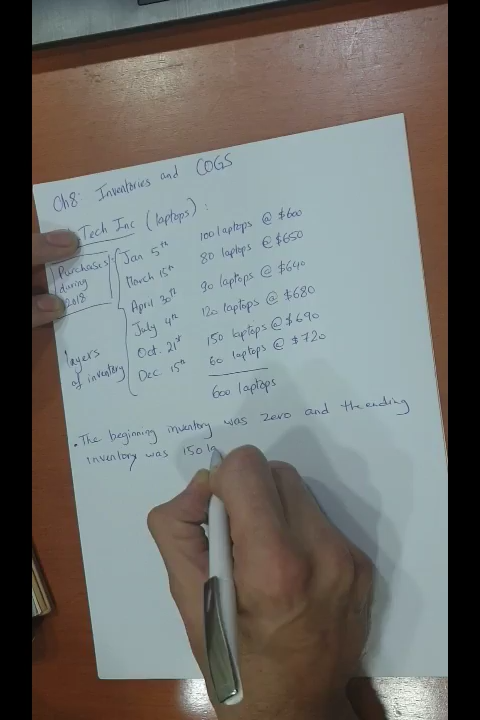 Ch8: Inventories and COGS
Tech Inc (laptops):
Purchases: during 2018
Jan 5th 100 laptops @ $600
March 15th 80 laptops @ $650
April 30th 90 laptops @ $640
July 4th 120 laptops @ $680
Oct. 21st 150 laptops @ $690
Dec. 15th 60 laptops @ $720
layers of inventory
600 laptops
• The beginning inventory was zero and the ending
inventory was 150 la